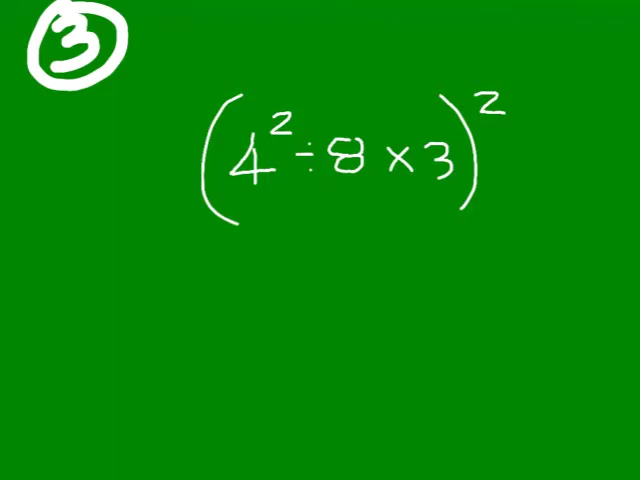 ③
(4² ÷ 8 × 3)²